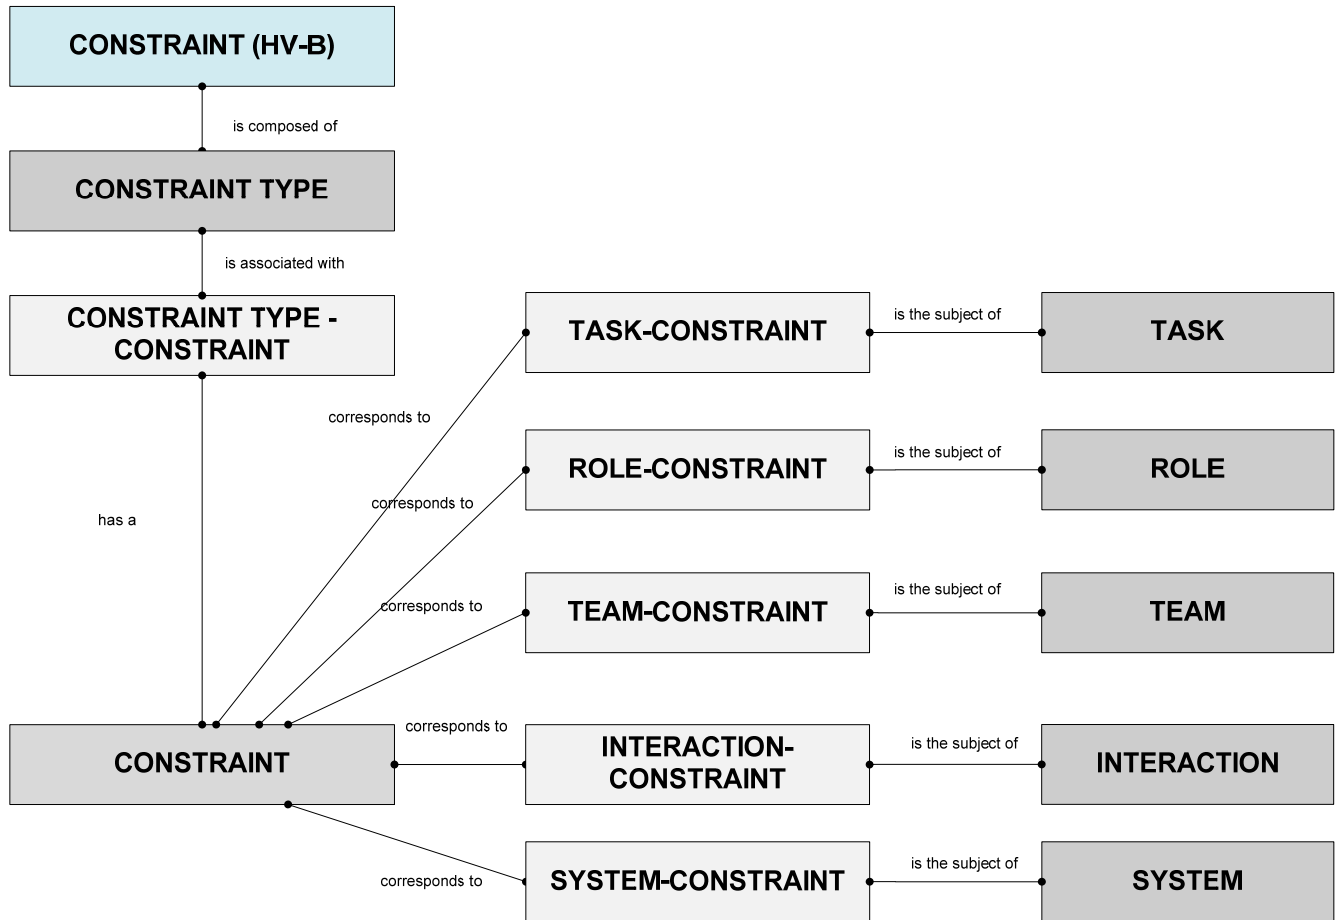 CONSTRAINT (HV-B)
is composed of
CONSTRAINT TYPE
is associated with
CONSTRAINT TYPE -
CONSTRAINT
TASK-CONSTRAINT
is the subject of
TASK
corresponds to
ROLE-CONSTRAINT
is the subject of
ROLE
corresponds to
has a
TEAM-CONSTRAINT
is the subject of
TEAM
corresponds to
CONSTRAINT
corresponds to
INTERACTION-
CONSTRAINT
is the subject of
INTERACTION
corresponds to
SYSTEM-CONSTRAINT
is the subject of
SYSTEM